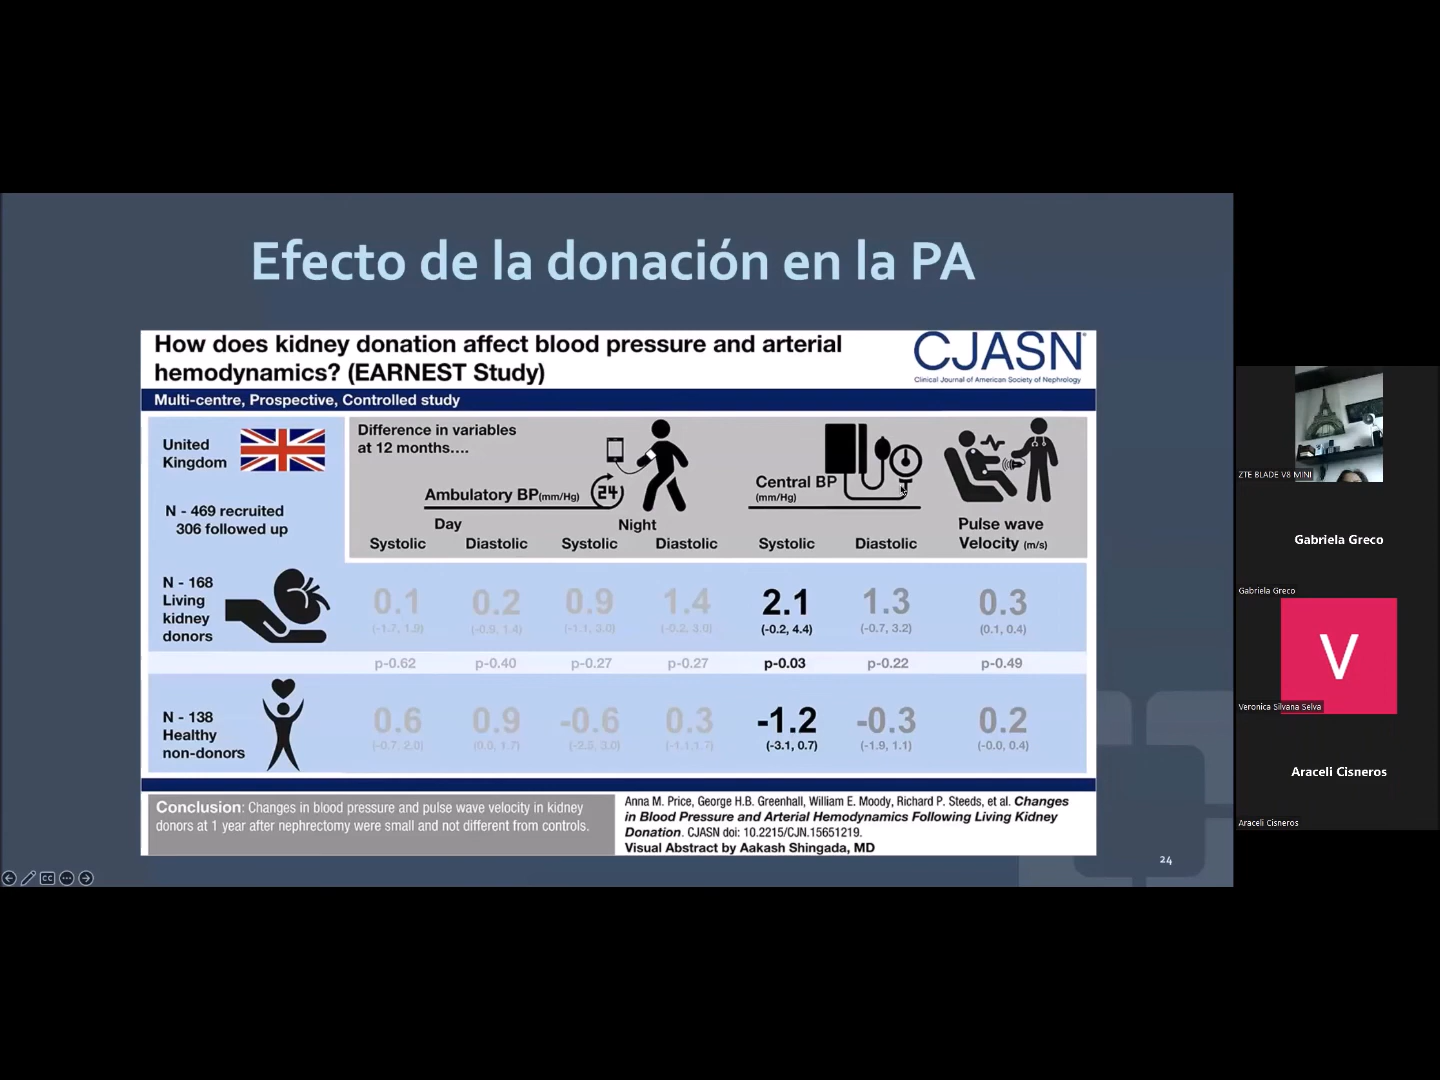 Efecto de la donación en la PA
How does kidney donation affect blood pressure and arterial
hemodynamics? (EARNEST Study)
CJASN
Clinical Journal of American Society of Nephrology
Multi-centre, Prospective, Controlled study
United
Kingdom
N - 469 recruited
306 followed up
Difference in variables
at 12 months....
Ambulatory BP(mm/Hg)
24
Central BP
(mm/Hg)
Day
Night
Pulse wave
Velocity (m/s)
Systolic
Diastolic
Systolic
Diastolic
Systolic
Diastolic
N - 168
Living
kidney
donors
0.1
0.2
0.9
1.4
2.1
1.3
0.3
(-1.7, 1.9)
(-0.9, 1.4)
(-1.1, 3.0)
(-0.2, 3.0)
(-0.2, 4.4)
(-0.7, 3.2)
(0.1, 0.4)
p-0.62
p-0.40
p-0.27
p-0.27
p-0.03
p-0.22
p-0.49
N - 138
Healthy
non-donors
0.6
0.9
-0.6
0.3
-1.2
-0.3
0.2
(-0.7, 2.0)
(0.0, 1.7)
(-2.5, 3.0)
(-1.1,1.7)
(-3.1, 0.7)
(-1.9, 1.1)
(-0.0, 0.4)
Conclusion: Changes in blood pressure and pulse wave velocity in kidney
donors at 1 year after nephrectomy were small and not different from controls.
Anna M. Price, George H.B. Greenhall, William E. Moody, Richard P. Steeds, et al. Changes
in Blood Pressure and Arterial Hemodynamics Following Living Kidney
Donation. CJASN doi: 10.2215/CJN.15651219.
Visual Abstract by Aakash Shingada, MD
24
ZTE BLADE V8 MINI
Gabriela Greco
Gabriela Greco
V
Veronica Silvana Selva
Araceli Cisneros
Araceli Cisneros